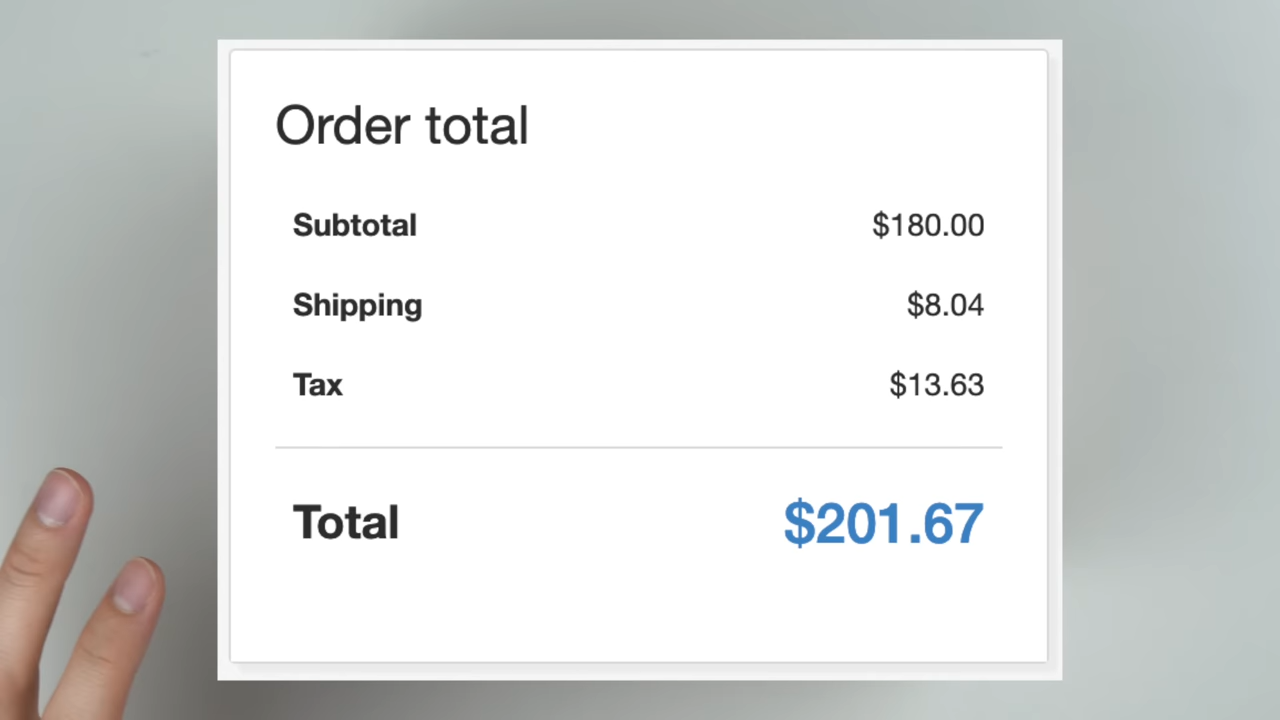 Order total
Subtotal $180.00
Shipping $8.04
Tax $13.63
Total $201.67